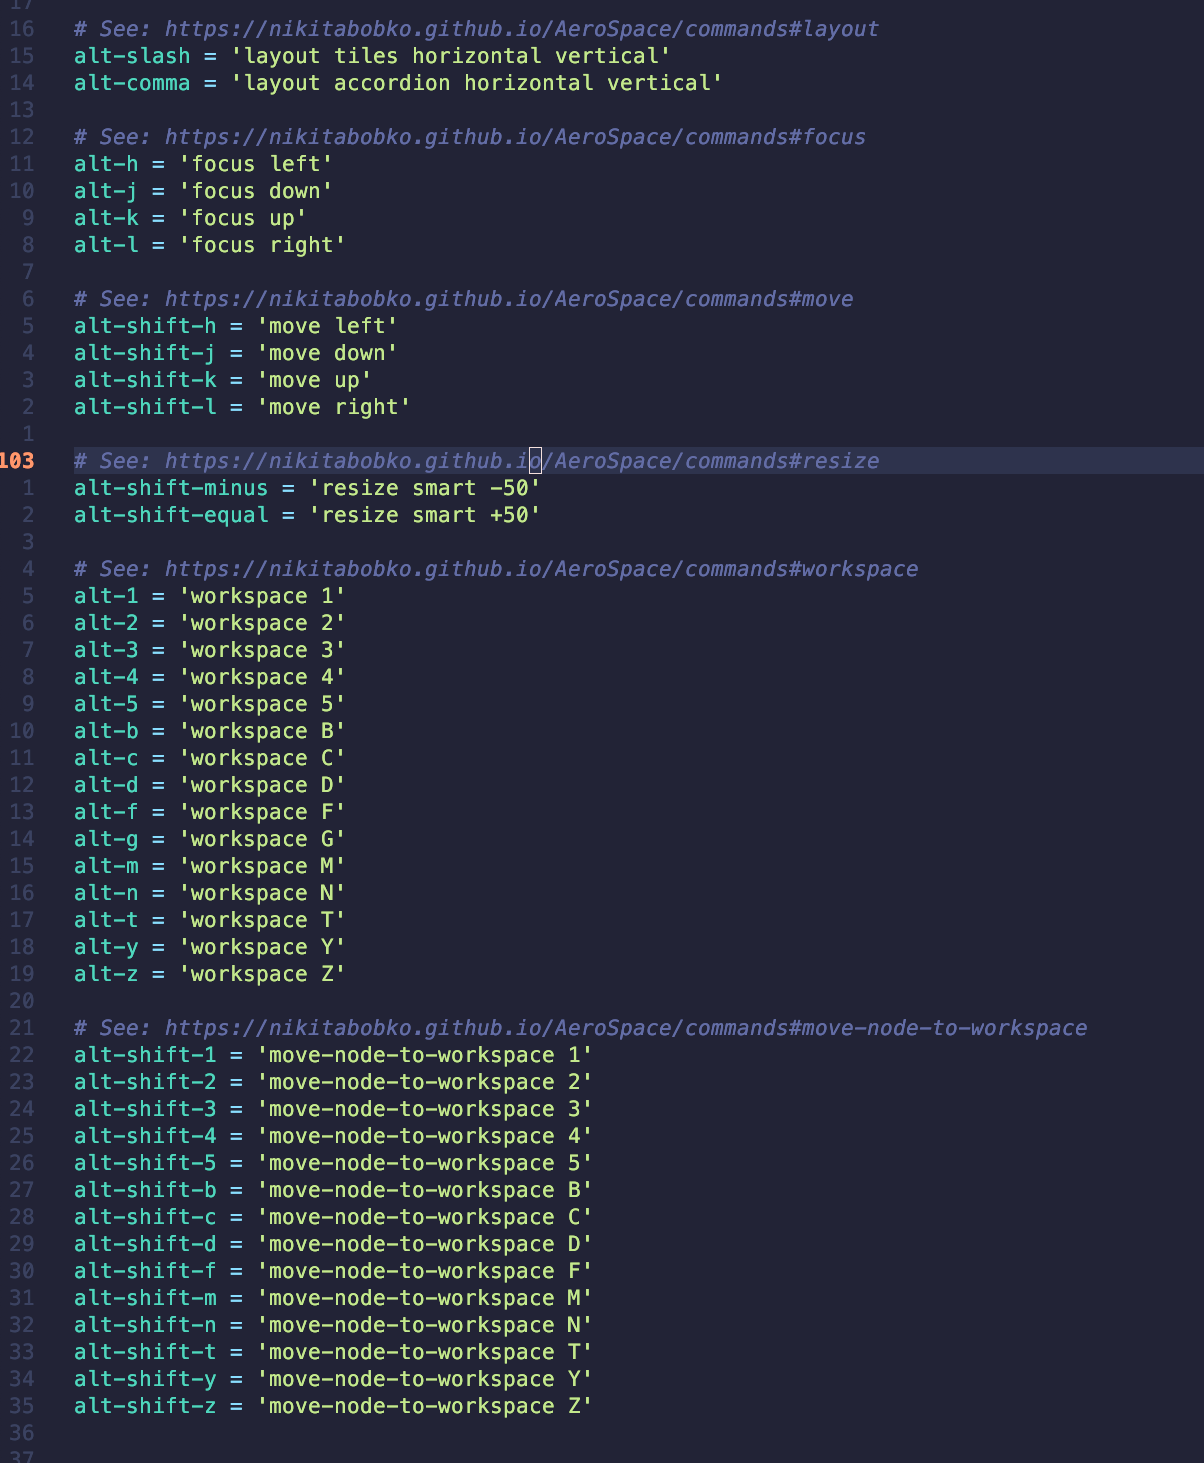 17
16 # See: https://nikitabobko.github.io/AeroSpace/commands#layout
15 alt-slash = 'layout tiles horizontal vertical'
14 alt-comma = 'layout accordion horizontal vertical'
13
12 # See: https://nikitabobko.github.io/AeroSpace/commands#focus
11 alt-h = 'focus left'
10 alt-j = 'focus down'
9 alt-k = 'focus up'
8 alt-l = 'focus right'
7
6 # See: https://nikitabobko.github.io/AeroSpace/commands#move
5 alt-shift-h = 'move left'
4 alt-shift-j = 'move down'
3 alt-shift-k = 'move up'
2 alt-shift-l = 'move right'
1
103 # See: https://nikitabobko.github.io/AeroSpace/commands#resize
1 alt-shift-minus = 'resize smart -50'
2 alt-shift-equal = 'resize smart +50'
3
4 # See: https://nikitabobko.github.io/AeroSpace/commands#workspace
5 alt-1 = 'workspace 1'
6 alt-2 = 'workspace 2'
7 alt-3 = 'workspace 3'
8 alt-4 = 'workspace 4'
9 alt-5 = 'workspace 5'
10 alt-b = 'workspace B'
11 alt-c = 'workspace C'
12 alt-d = 'workspace D'
13 alt-f = 'workspace F'
14 alt-g = 'workspace G'
15 alt-m = 'workspace M'
16 alt-n = 'workspace N'
17 alt-t = 'workspace T'
18 alt-y = 'workspace Y'
19 alt-z = 'workspace Z'
20
21 # See: https://nikitabobko.github.io/AeroSpace/commands#move-node-to-workspace
22 alt-shift-1 = 'move-node-to-workspace 1'
23 alt-shift-2 = 'move-node-to-workspace 2'
24 alt-shift-3 = 'move-node-to-workspace 3'
25 alt-shift-4 = 'move-node-to-workspace 4'
26 alt-shift-5 = 'move-node-to-workspace 5'
27 alt-shift-b = 'move-node-to-workspace B'
28 alt-shift-c = 'move-node-to-workspace C'
29 alt-shift-d = 'move-node-to-workspace D'
30 alt-shift-f = 'move-node-to-workspace F'
31 alt-shift-m = 'move-node-to-workspace M'
32 alt-shift-n = 'move-node-to-workspace N'
33 alt-shift-t = 'move-node-to-workspace T'
34 alt-shift-y = 'move-node-to-workspace Y'
35 alt-shift-z = 'move-node-to-workspace Z'
36
37